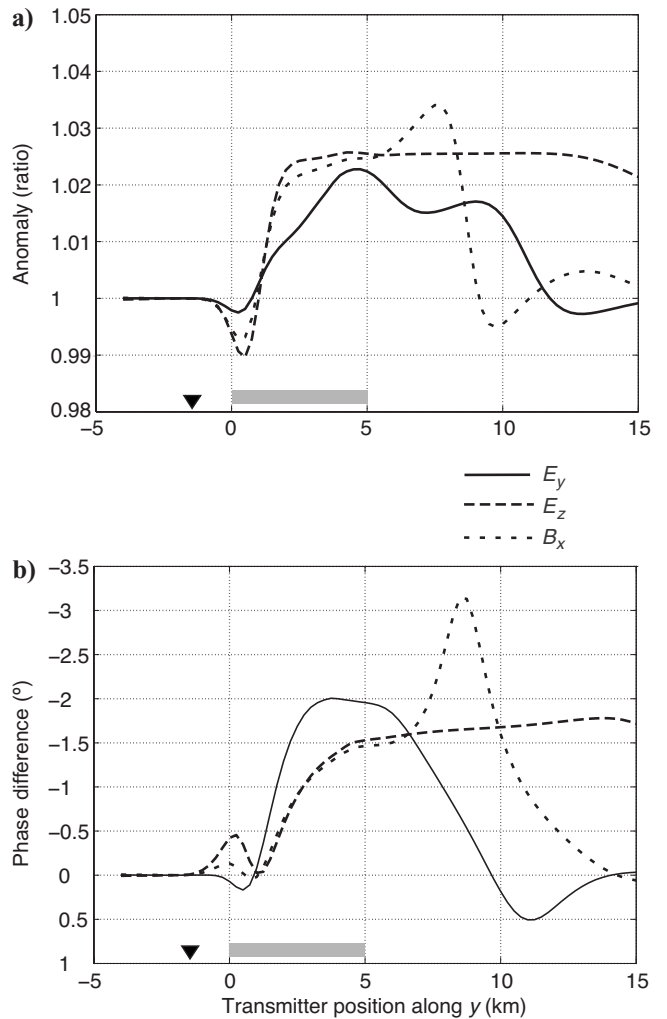 a)
1.05
1.04
1.03
1.02
1.01
1
0.99
0.98
Anomaly (ratio)
−5 0 5 10 15
E_y
E_z
B_x
b)
−3.5
−3
−2.5
−2
−1.5
−1
−0.5
0
0.5
1
Phase difference (º)
−5 0 5 10 15
Transmitter position along y (km)